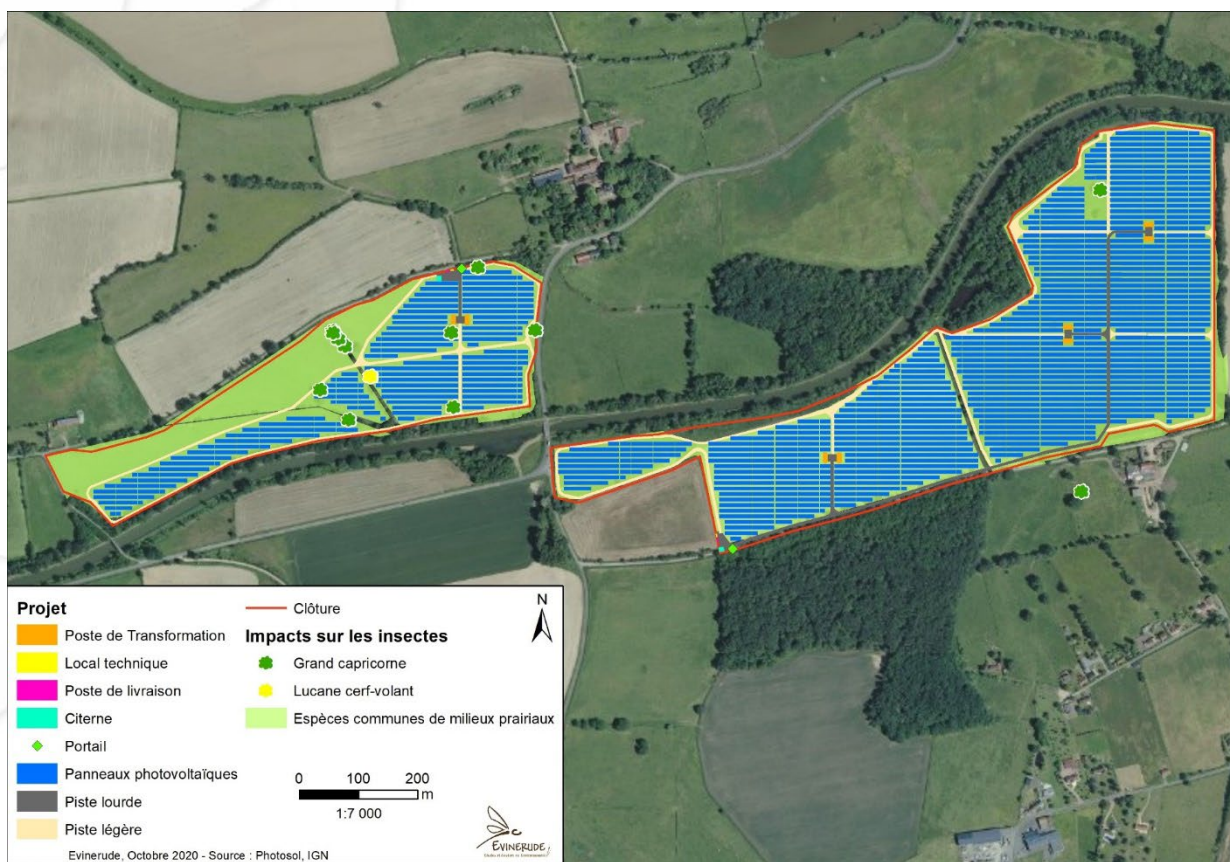 Projet
Poste de Transformation
Local technique
Poste de livraison
Citerne
Portail
Panneaux photovoltaïques
Piste lourde
Piste légère
Clôture
Impacts sur les insectes
Grand capricorne
Lucane cerf-volant
Espèces communes de milieux prairiaux
N
0 100 200
m
1:7 000
EVINERUDE
Evinerude, Octobre 2020 - Source : Photosol, IGN